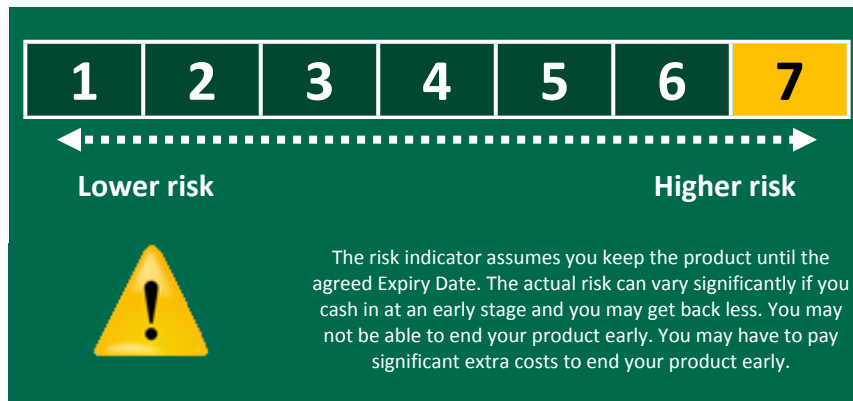 1 2 3 4 5 6 7
Lower risk Higher risk
The risk indicator assumes you keep the product until the
agreed Expiry Date. The actual risk can vary significantly if you
cash in at an early stage and you may get back less. You may
not be able to end your product early. You may have to pay
significant extra costs to end your product early.